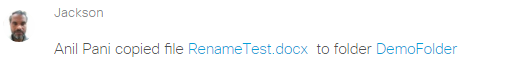 Jackson
Anil Pani copied file RenameTest.docx to folder DemoFolder